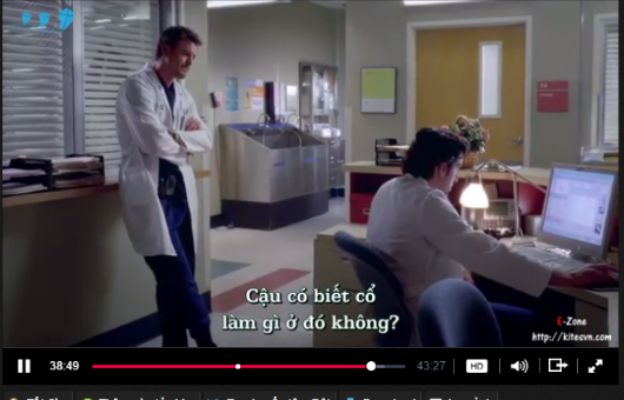 Cậu có biết cổ
làm gì ở đó không?
E-Zone
http://kitesvn.com/
38:49
43:27
HD